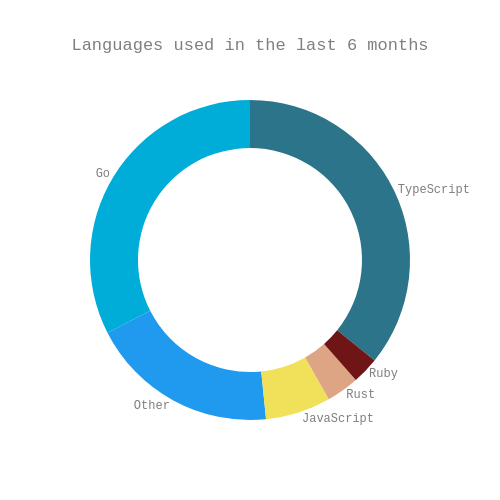 Languages used in the last 6 months
Go
TypeScript
Ruby
Rust
Other
JavaScript